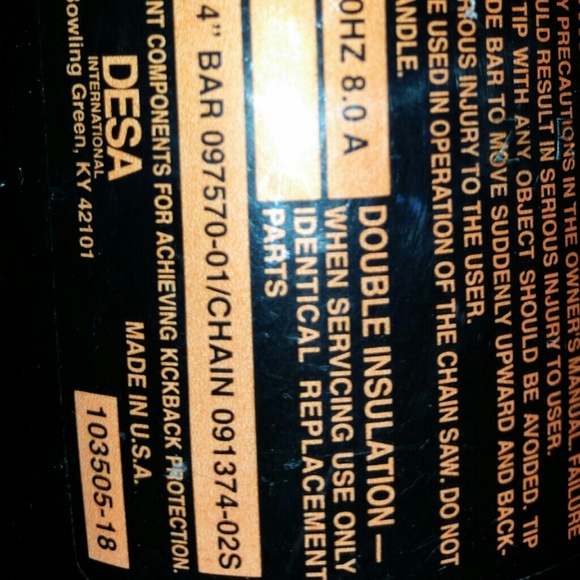 Y PRECAUTIONS IN THE OWNER'S MANUAL. FAILURE
ULD RESULT IN SERIOUS INJURY TO USER.
TIP WITH ANY OBJECT SHOULD BE AVOIDED. TIP
DE BAR TO MOVE SUDDENLY UPWARD AND BACK-
RIOUS INJURY TO THE USER.
E USED IN OPERATION OF THE CHAIN SAW. DO NOT
ANDLE.
0HZ 8.0 A
DOUBLE INSULATION —
WHEN SERVICING USE ONLY
IDENTICAL REPLACEMENT
PARTS
4" BAR 097570-01/CHAIN 091374-02S
NT COMPONENTS FOR ACHIEVING KICKBACK PROTECTION.
DESA
INTERNATIONAL
Bowling Green, KY 42101
MADE IN U.S.A.
103505-18